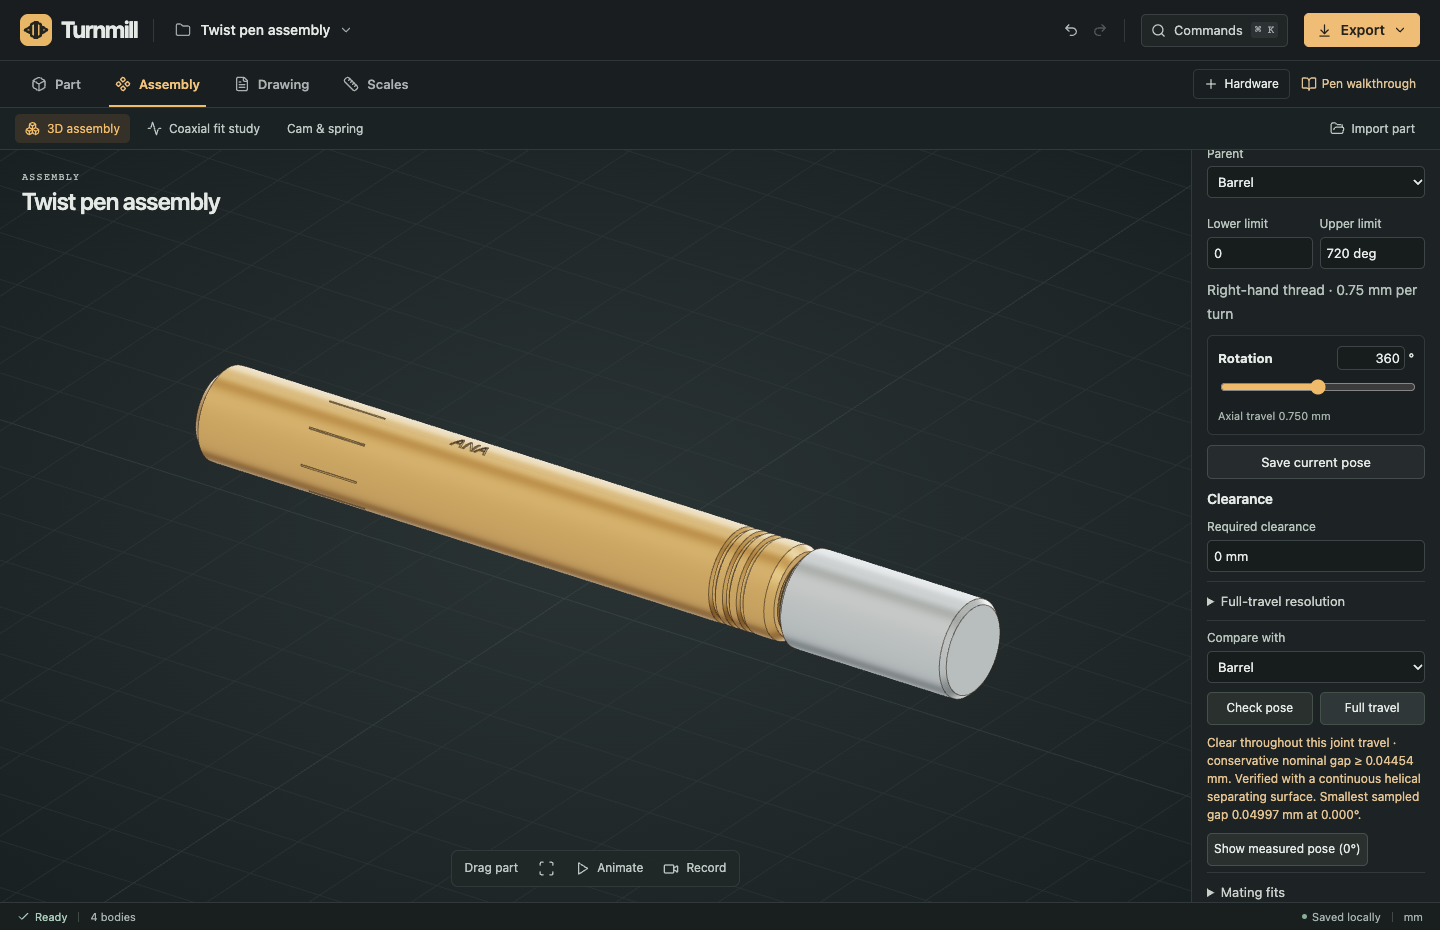 Turnmill
Twist pen assembly
Commands ⌘ K
Export
Part
Assembly
Drawing
Scales
Hardware
Pen walkthrough
3D assembly
Coaxial fit study
Cam & spring
Import part
ASSEMBLY
Twist pen assembly
ANA
Drag part
Animate
Record
Parent
Barrel
Lower limit
Upper limit
0
720 deg
Right-hand thread · 0.75 mm per
turn
Rotation
360 °
Axial travel 0.750 mm
Save current pose
Clearance
Required clearance
0 mm
Full-travel resolution
Compare with
Barrel
Check pose
Full travel
Clear throughout this joint travel ·
conservative nominal gap ≥ 0.04454
mm. Verified with a continuous helical
separating surface. Smallest sampled
gap 0.04997 mm at 0.000°.
Show measured pose (0°)
Mating fits
Ready
4 bodies
Saved locally
mm